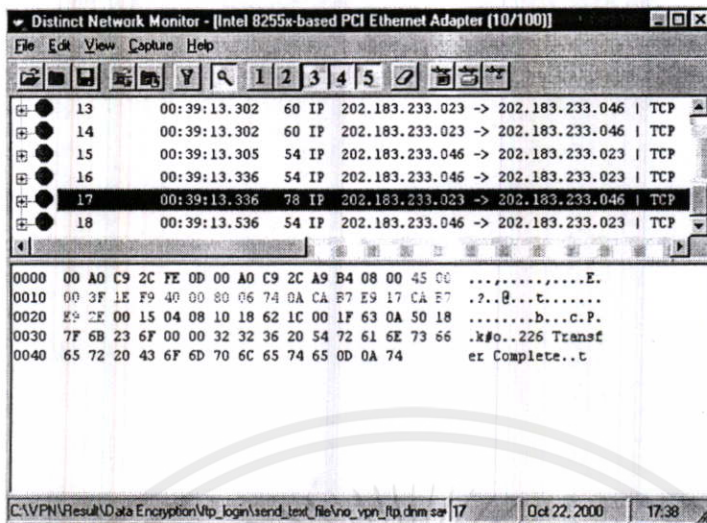 Distinct Network Monitor - [Intel 8255x-based PCI Ethernet Adapter (10/100)]
File Edit View Capture Help
1 2 3 4 5
13 00:39:13.302 60 IP 202.183.233.023 -> 202.183.233.046 | TCP
14 00:39:13.302 60 IP 202.183.233.023 -> 202.183.233.046 | TCP
15 00:39:13.305 54 IP 202.183.233.046 -> 202.183.233.023 | TCP
16 00:39:13.336 54 IP 202.183.233.046 -> 202.183.233.023 | TCP
17 00:39:13.336 78 IP 202.183.233.023 -> 202.183.233.046 | TCP
18 00:39:13.536 54 IP 202.183.233.046 -> 202.183.233.023 | TCP
0000 00 A0 C9 2C FE 0D 00 A0 C9 2C A9 B4 08 00 45 00 ...,.....,....E.
0010 00 3F 1E F9 40 00 80 06 74 0A CA B7 E9 17 CA B7 .?..@...t.......
0020 E9 2E 00 15 04 08 10 18 62 1C 00 1F 63 0A 50 18 ........b...c.P.
0030 7F 6B 23 6F 00 00 32 32 36 20 54 72 61 6E 73 66 .k#o..226 Transf
0040 65 72 20 43 6F 6D 70 6C 65 74 65 0D 0A 74 er Complete..t
C:\VPN\Result\Data Encryption\ftp_login\send_text_file\no_vpn_ftp.dnm sav 17 Oct 22, 2000 17:38